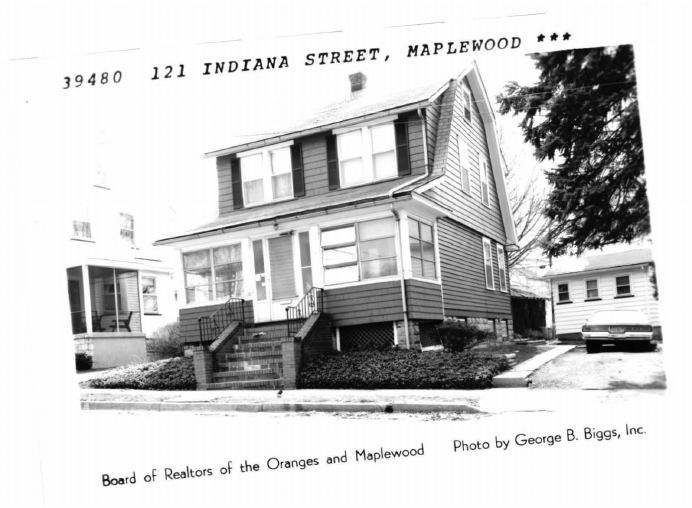 39480 121 INDIANA STREET, MAPLEWOOD ***
Board of Realtors of the Oranges and Maplewood Photo by George B. Biggs, Inc.